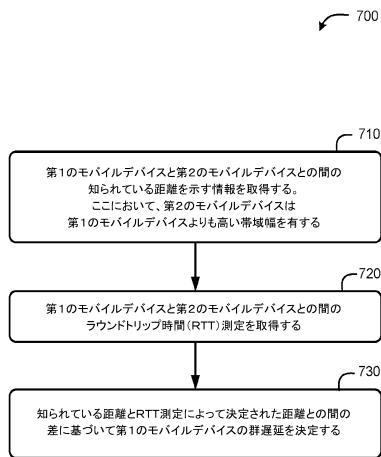 700
710
第1のモバイルデバイスと第2のモバイルデバイスとの間の
知られている距離を示す情報を取得する。
ここにおいて、第2のモバイルデバイスは
第1のモバイルデバイスよりも高い帯域幅を有する
720
第1のモバイルデバイスと第2のモバイルデバイスとの間の
ラウンドトリップ時間(RTT)測定を取得する
730
知られている距離とRTT測定によって決定された距離との間の
差に基づいて第1のモバイルデバイスの群遅延を決定する